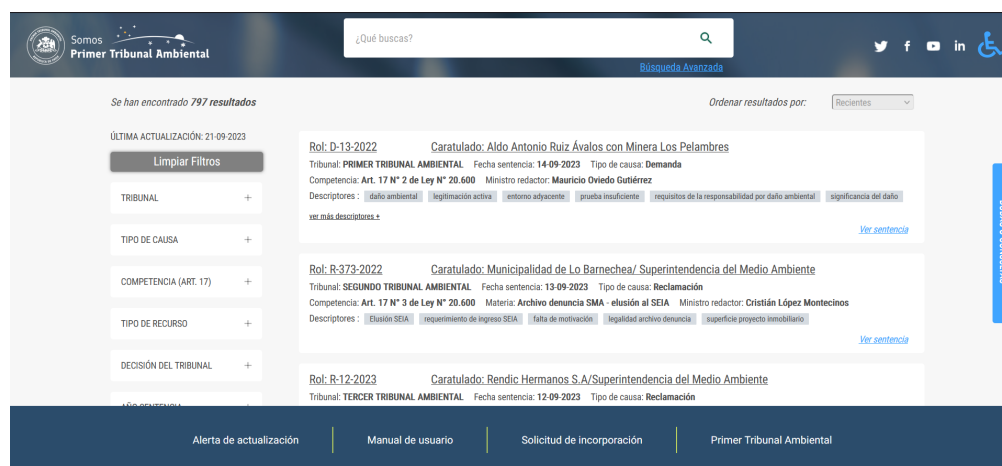 Somos
Primer Tribunal Ambiental
¿Qué buscas?
Búsqueda Avanzada
Se han encontrado 797 resultados
Ordenar resultados por: Recientes
ÚLTIMA ACTUALIZACIÓN: 21-09-2023
Limpiar Filtros
TRIBUNAL +
TIPO DE CAUSA +
COMPETENCIA (ART. 17) +
TIPO DE RECURSO +
DECISIÓN DEL TRIBUNAL +
Rol: D-13-2022 Caratulado: Aldo Antonio Ruiz Ávalos con Minera Los Pelambres
Tribunal: PRIMER TRIBUNAL AMBIENTAL Fecha sentencia: 14-09-2023 Tipo de causa: Demanda
Competencia: Art. 17 N° 2 de Ley N° 20.600 Ministro redactor: Mauricio Oviedo Gutiérrez
Descriptores : daño ambiental legitimación activa entorno adyacente prueba insuficiente requisitos de la responsabilidad por daño ambiental significancia del daño
ver más descriptores +
Ver sentencia
Rol: R-373-2022 Caratulado: Municipalidad de Lo Barnechea/ Superintendencia del Medio Ambiente
Tribunal: SEGUNDO TRIBUNAL AMBIENTAL Fecha sentencia: 13-09-2023 Tipo de causa: Reclamación
Competencia: Art. 17 N° 3 de Ley N° 20.600 Materia: Archivo denuncia SMA - elusión al SEIA Ministro redactor: Cristián López Montecinos
Descriptores : Elusión SEIA requerimiento de ingreso SEIA falta de motivación legalidad archivo denuncia superficie proyecto inmobiliario
Ver sentencia
Rol: R-12-2023 Caratulado: Rendic Hermanos S.A/Superintendencia del Medio Ambiente
Tribunal: TERCER TRIBUNAL AMBIENTAL Fecha sentencia: 12-09-2023 Tipo de causa: Reclamación
Alerta de actualización
Manual de usuario
Solicitud de incorporación
Primer Tribunal Ambiental